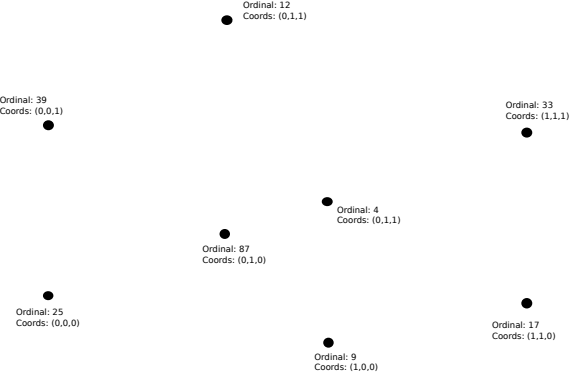 Ordinal: 12
Coords: (0,1,1)
Ordinal: 39
Coords: (0,0,1)
Ordinal: 33
Coords: (1,1,1)
Ordinal: 4
Coords: (0,1,1)
Ordinal: 87
Coords: (0,1,0)
Ordinal: 25
Coords: (0,0,0)
Ordinal: 17
Coords: (1,1,0)
Ordinal: 9
Coords: (1,0,0)